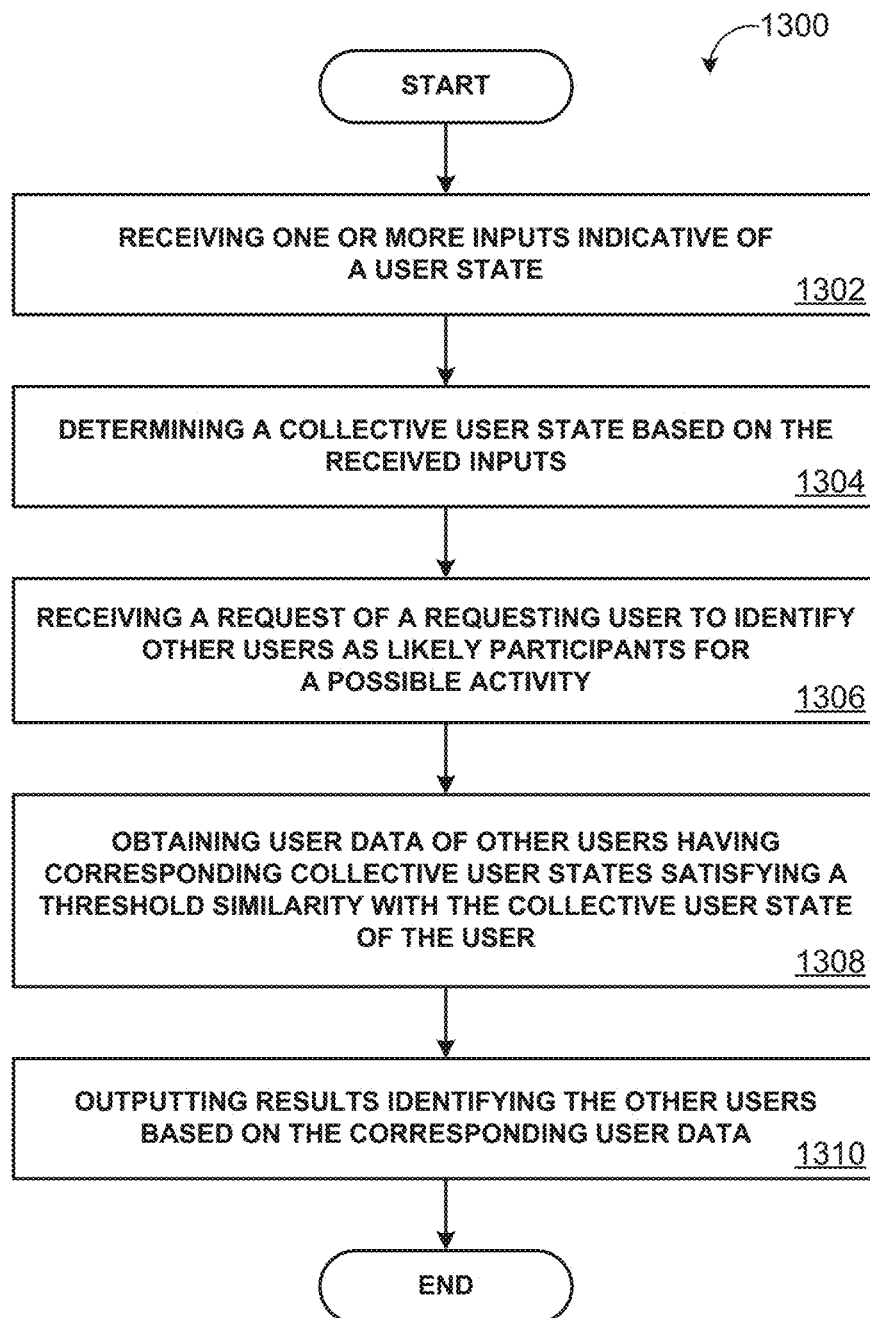 1300
START
RECEIVING ONE OR MORE INPUTS INDICATIVE OF
A USER STATE
1302
DETERMINING A COLLECTIVE USER STATE BASED ON THE
RECEIVED INPUTS
1304
RECEIVING A REQUEST OF A REQUESTING USER TO IDENTIFY
OTHER USERS AS LIKELY PARTICIPANTS FOR
A POSSIBLE ACTIVITY
1306
OBTAINING USER DATA OF OTHER USERS HAVING
CORRESPONDING COLLECTIVE USER STATES SATISFYING A
THRESHOLD SIMILARITY WITH THE COLLECTIVE USER STATE
OF THE USER
1308
OUTPUTTING RESULTS IDENTIFYING THE OTHER USERS
BASED ON THE CORRESPONDING USER DATA
1310
END